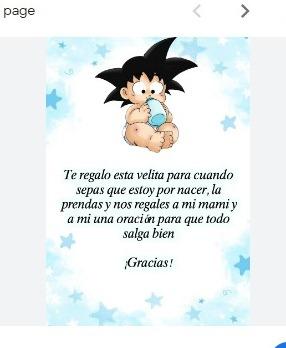 page
Te regalo esta velita para cuando
sepas que estoy por nacer, la
prendas y nos regales a mi mami y
a mi una oración para que todo
salga bien
¡Gracias!